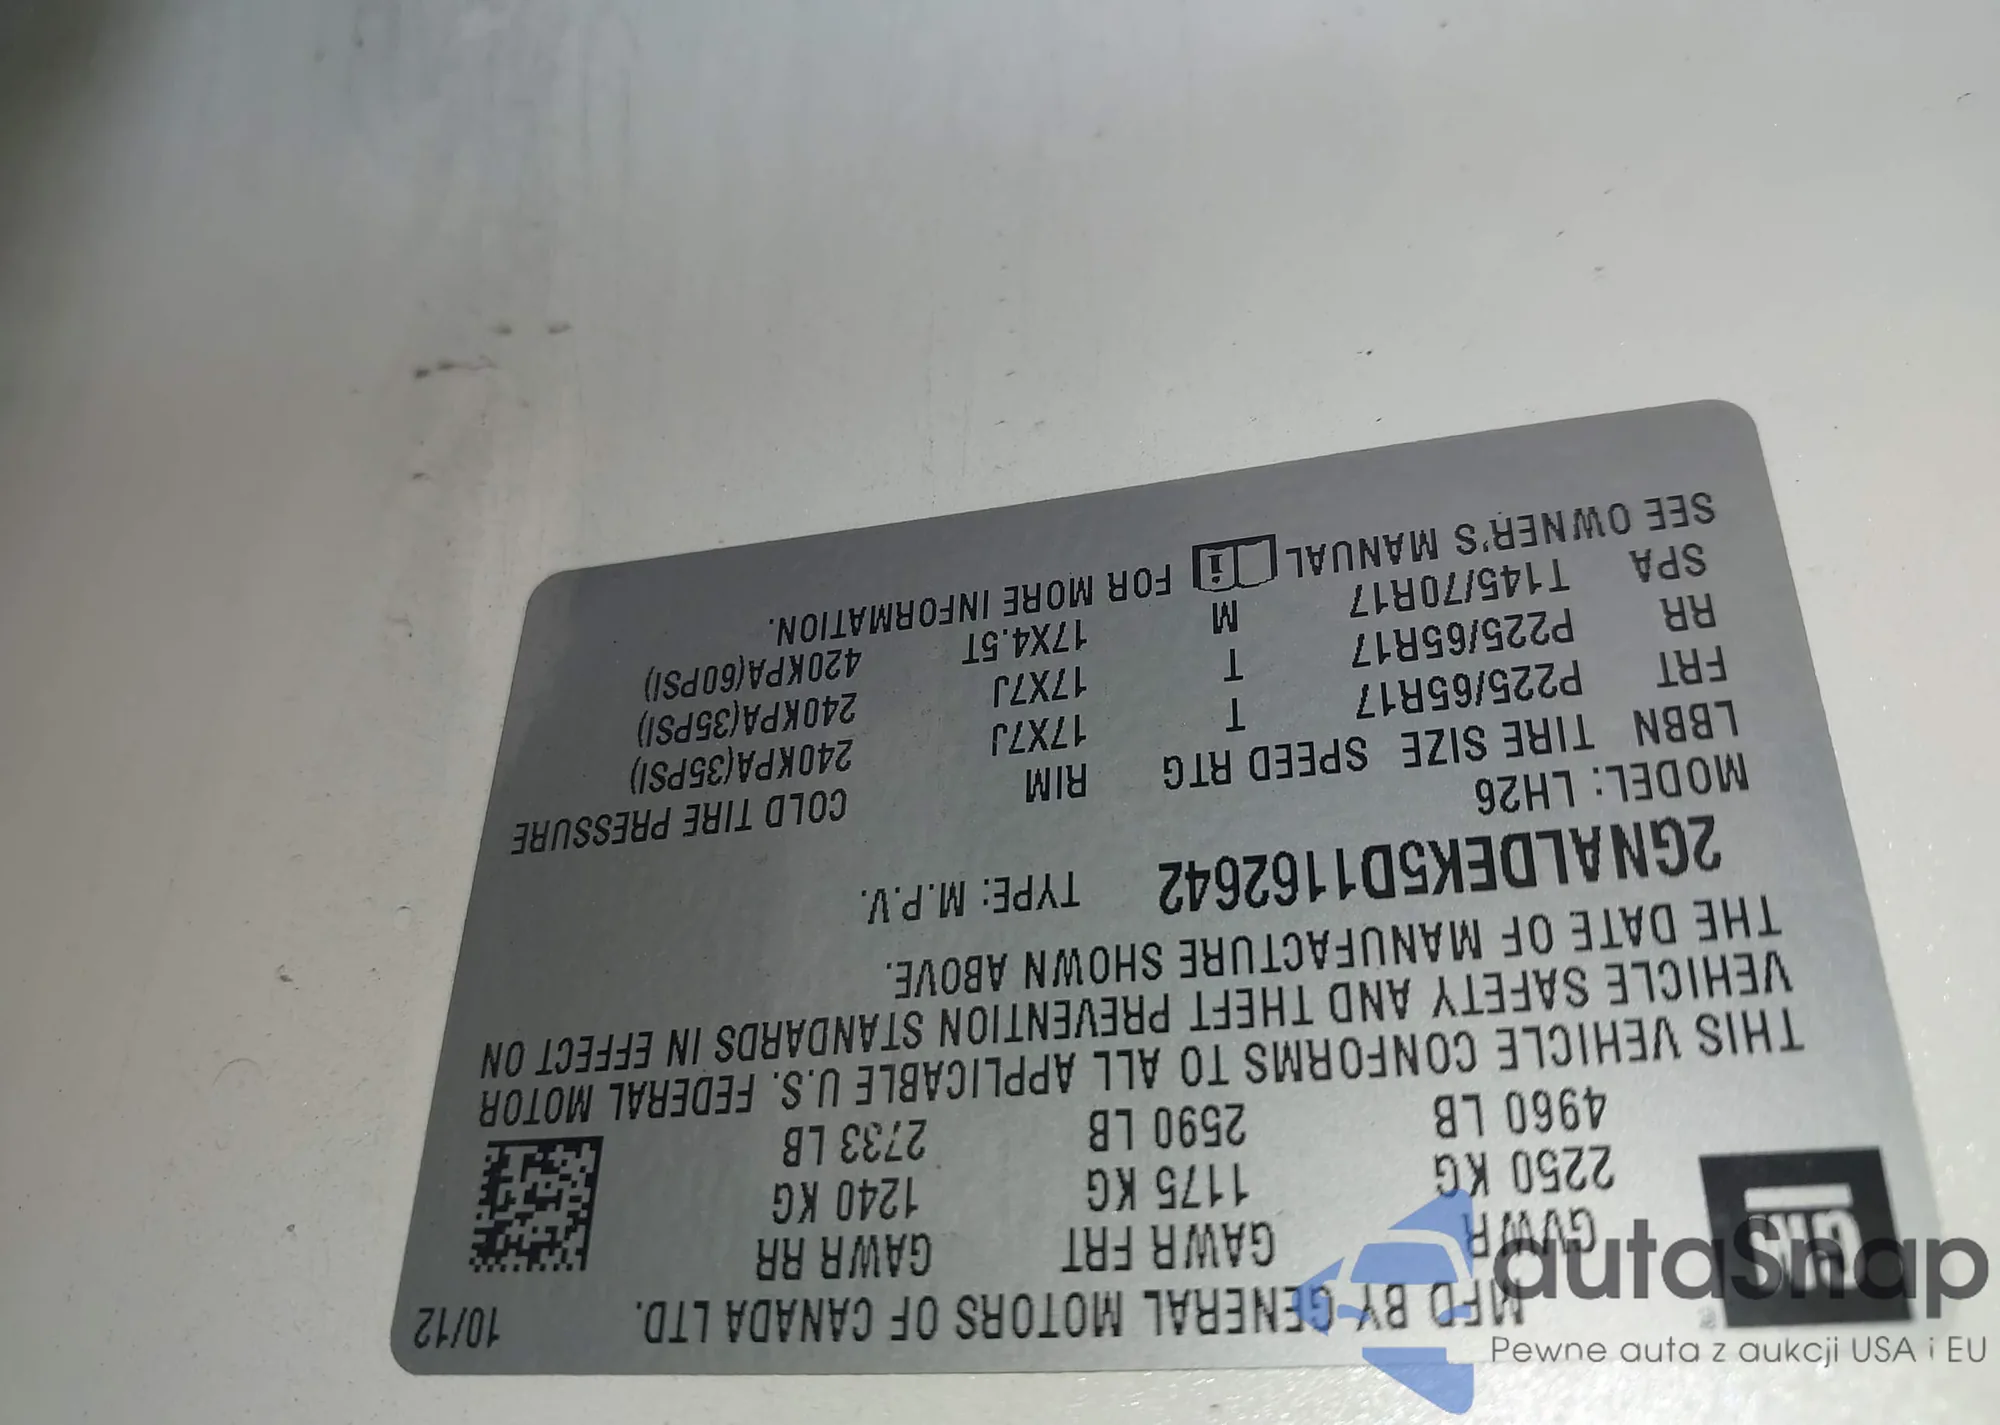 MFD BY GENERAL MOTORS OF CANADA LTD. 10/12
GM
GVWR GAWR FRT GAWR RR
2250 KG 1175 KG 1240 KG
4960 LB 2590 LB 2733 LB
THIS VEHICLE CONFORMS TO ALL APPLICABLE U.S. FEDERAL MOTOR
VEHICLE SAFETY AND THEFT PREVENTION STANDARDS IN EFFECT ON
THE DATE OF MANUFACTURE SHOWN ABOVE.
2GNALDEK5D1162642 TYPE: M.P.V.
MODEL: LH26
LBBN TIRE SIZE SPEED RTG RIM COLD TIRE PRESSURE
FRT P225/65R17 T 17X7J 240KPA(35PSI)
RR P225/65R17 T 17X7J 240KPA(35PSI)
SPA T145/70R17 M 17X4.5T 420KPA(60PSI)
SEE OWNER'S MANUAL FOR MORE INFORMATION.
autaSnap
Pewne auta z aukcji USA i EU